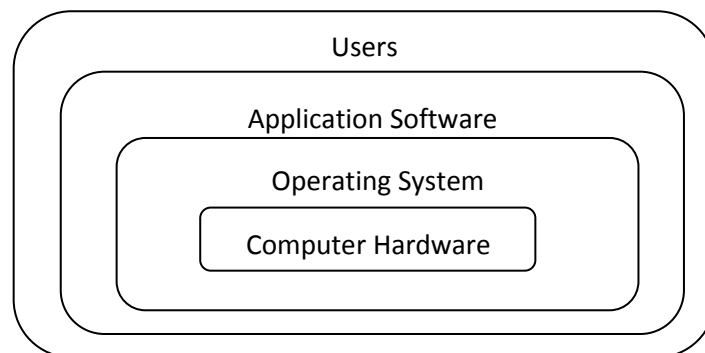 Users
Application Software
Operating System
Computer Hardware